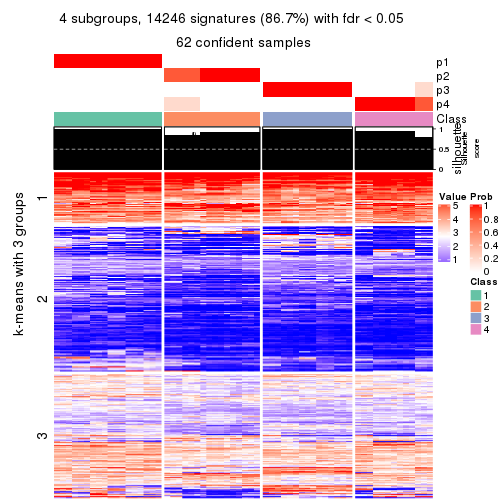 4 subgroups, 14246 signatures (86.7%) with fdr < 0.05
62 confident samples
p1
p2
p3
p4
Class
1
0.5
0
silhouette
Silhouette
score
k-means with 3 groups
1
2
3
Value
5
4
3
2
1
Prob
1
0.8
0.6
0.4
0.2
0
Class
1
2
3
4